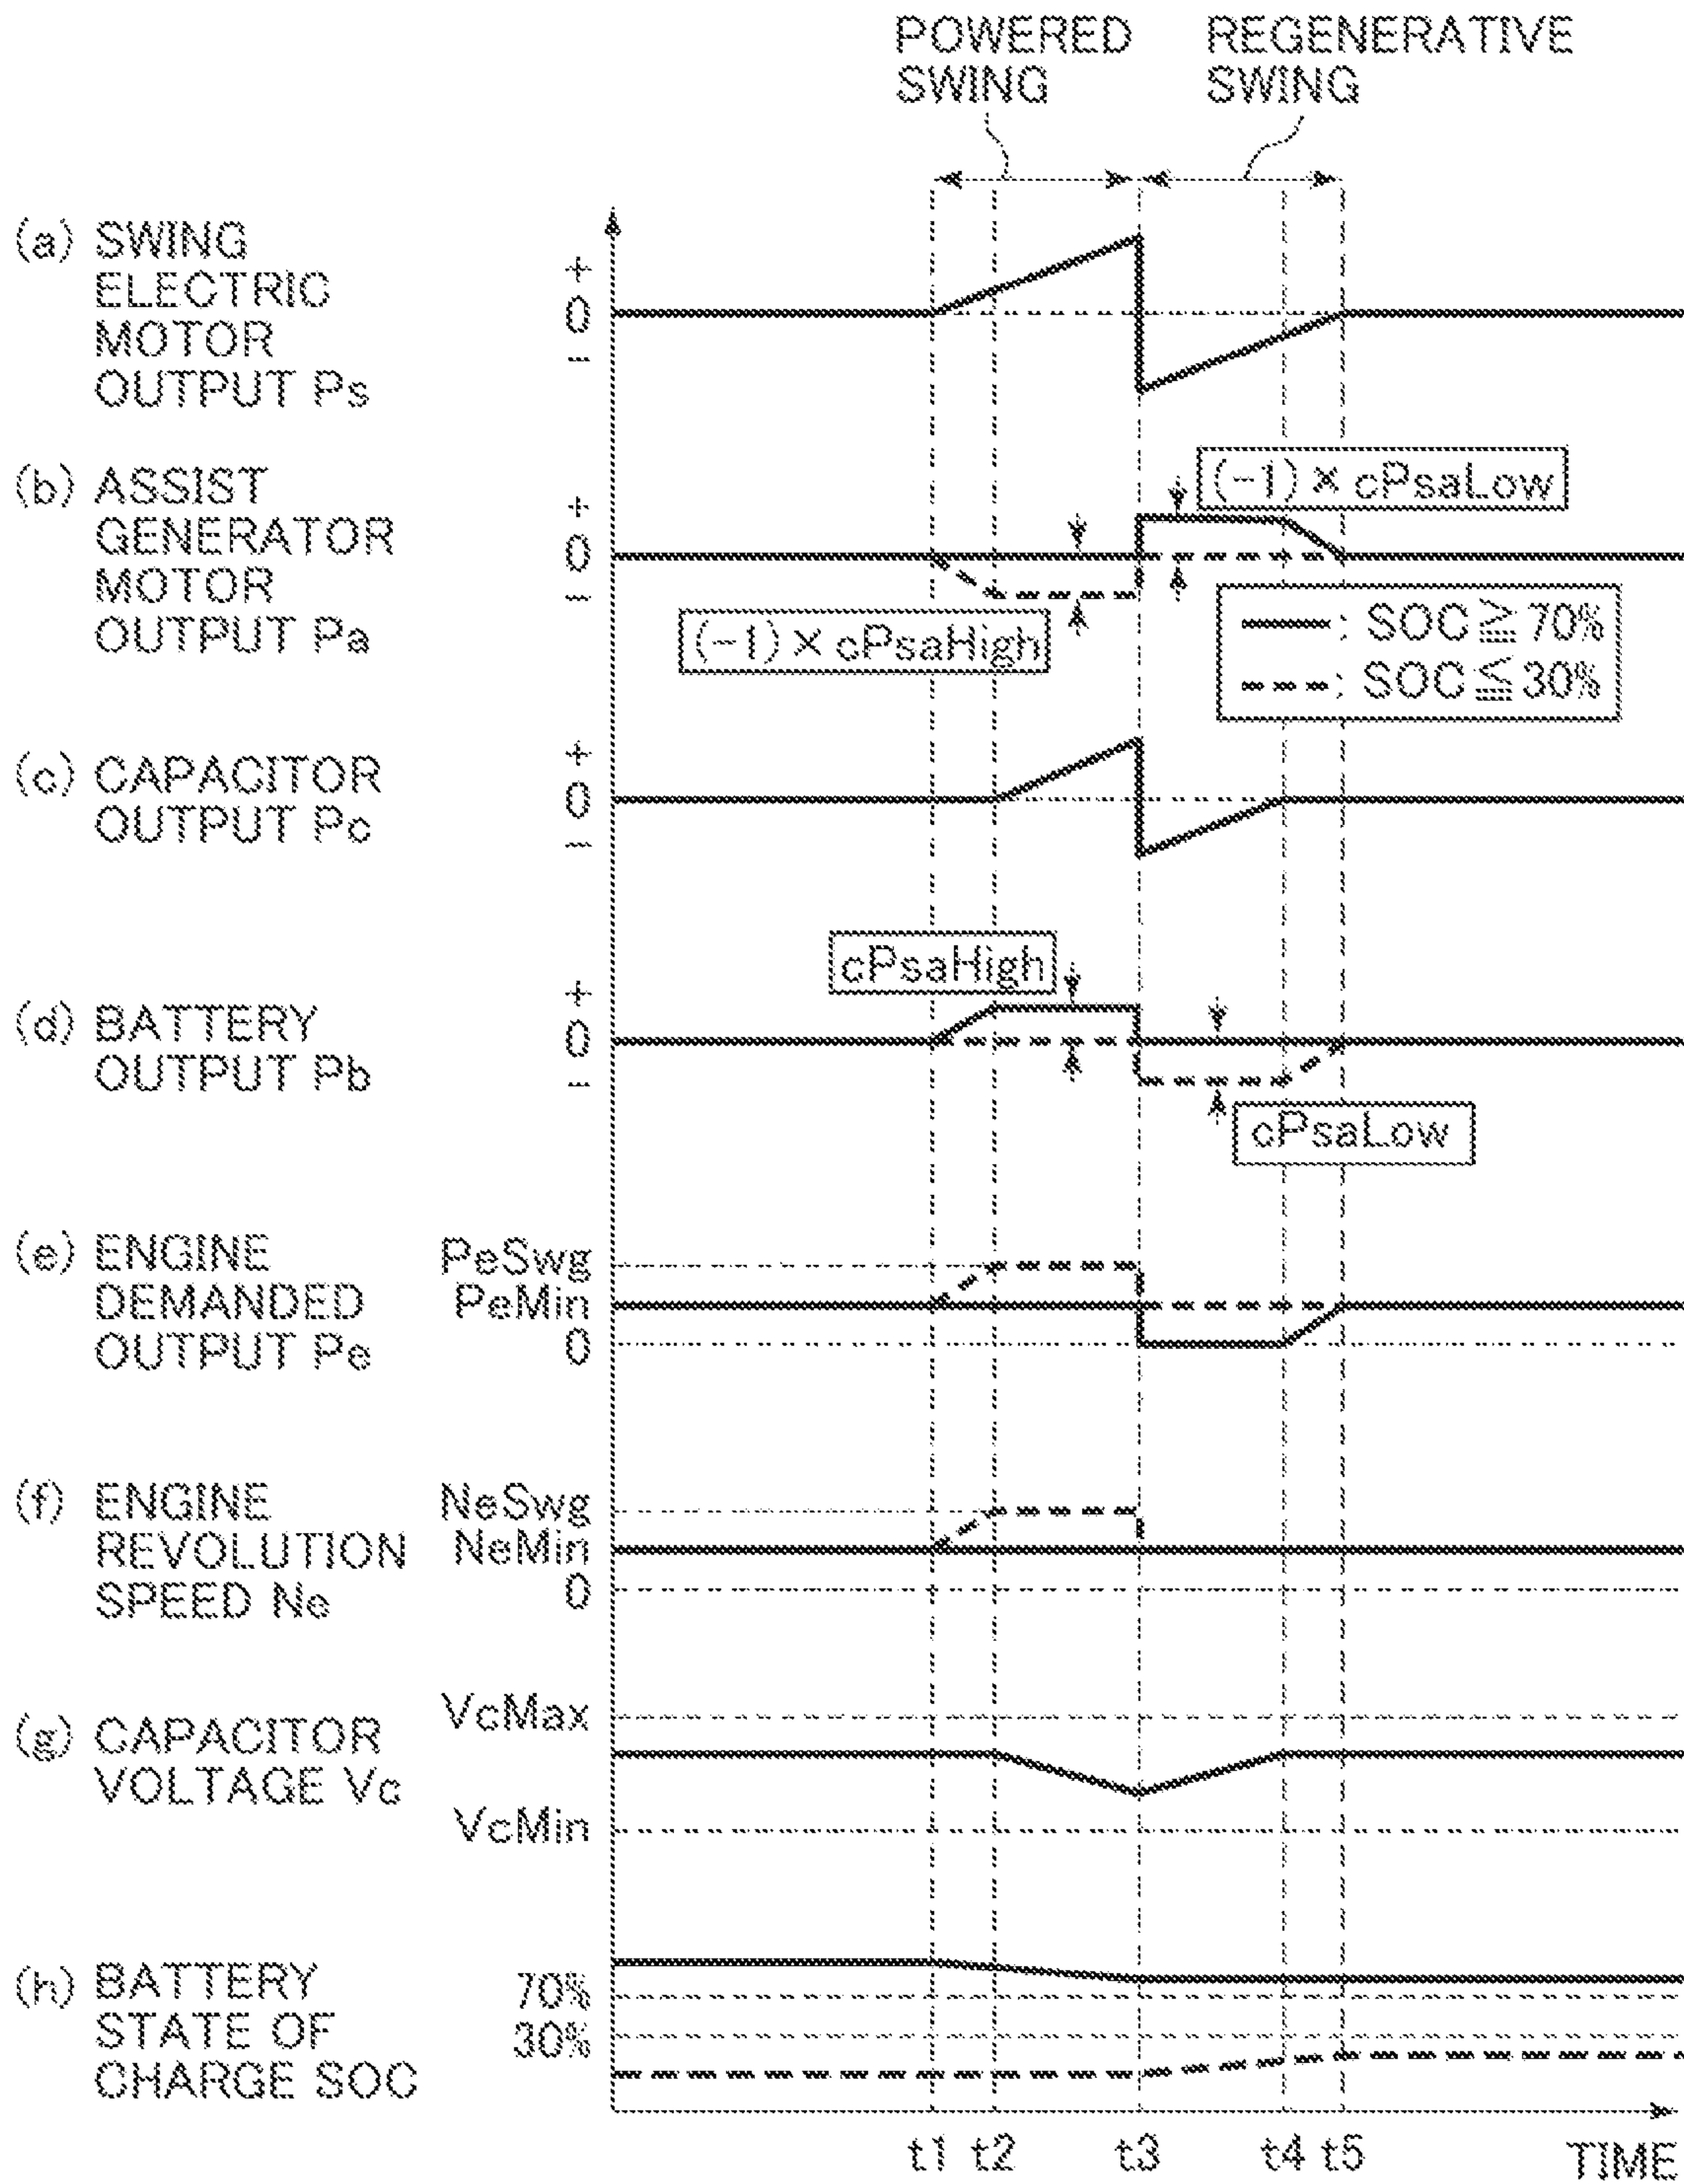 POWERED
SWING
REGENERATIVE
SWING
(a) SWING
ELECTRIC
MOTOR
OUTPUT Ps
+
0
−
(b) ASSIST
GENERATOR
MOTOR
OUTPUT Pa
+
0
−
(-1) × cPsaLow
(-1) × cPsaHigh
: SOC ≧ 70%
: SOC ≦ 30%
(c) CAPACITOR
OUTPUT Pc
+
0
−
(d) BATTERY
OUTPUT Pb
+
0
−
cPsaHigh
cPsaLow
(e) ENGINE
DEMANDED
OUTPUT Pe
PeSwg
PeMin
0
(f) ENGINE
REVOLUTION
SPEED Ne
NeSwg
NeMin
0
(g) CAPACITOR
VOLTAGE Vc
VcMax
VcMin
(h) BATTERY
STATE OF
CHARGE SOC
70%
30%
t1 t2 t3 t4 t5 TIME